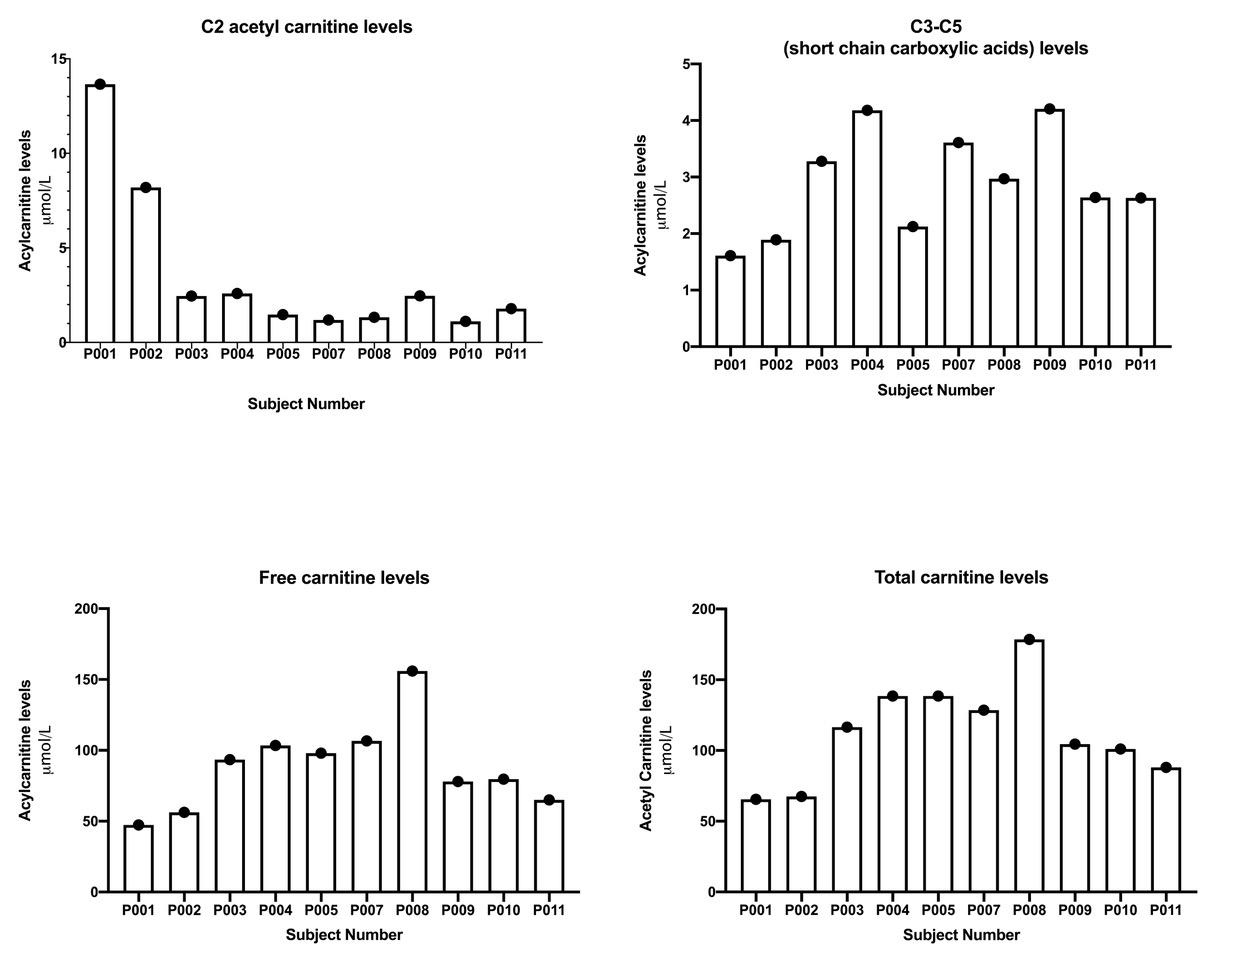 C2 acetyl carnitine levels
Acylcarnitine levels
μmol/L
15
10
5
0
P001 P002 P003 P004 P005 P007 P008 P009 P010 P011
Subject Number
C3-C5
(short chain carboxylic acids) levels
Acylcarnitine levels
μmol/L
5
4
3
2
1
0
P001 P002 P003 P004 P005 P007 P008 P009 P010 P011
Subject Number
Free carnitine levels
Acylcarnitine levels
μmol/L
200
150
100
50
0
P001 P002 P003 P004 P005 P007 P008 P009 P010 P011
Subject Number
Total carnitine levels
Acetyl Carnitine levels
μmol/L
200
150
100
50
0
P001 P002 P003 P004 P005 P007 P008 P009 P010 P011
Subject Number